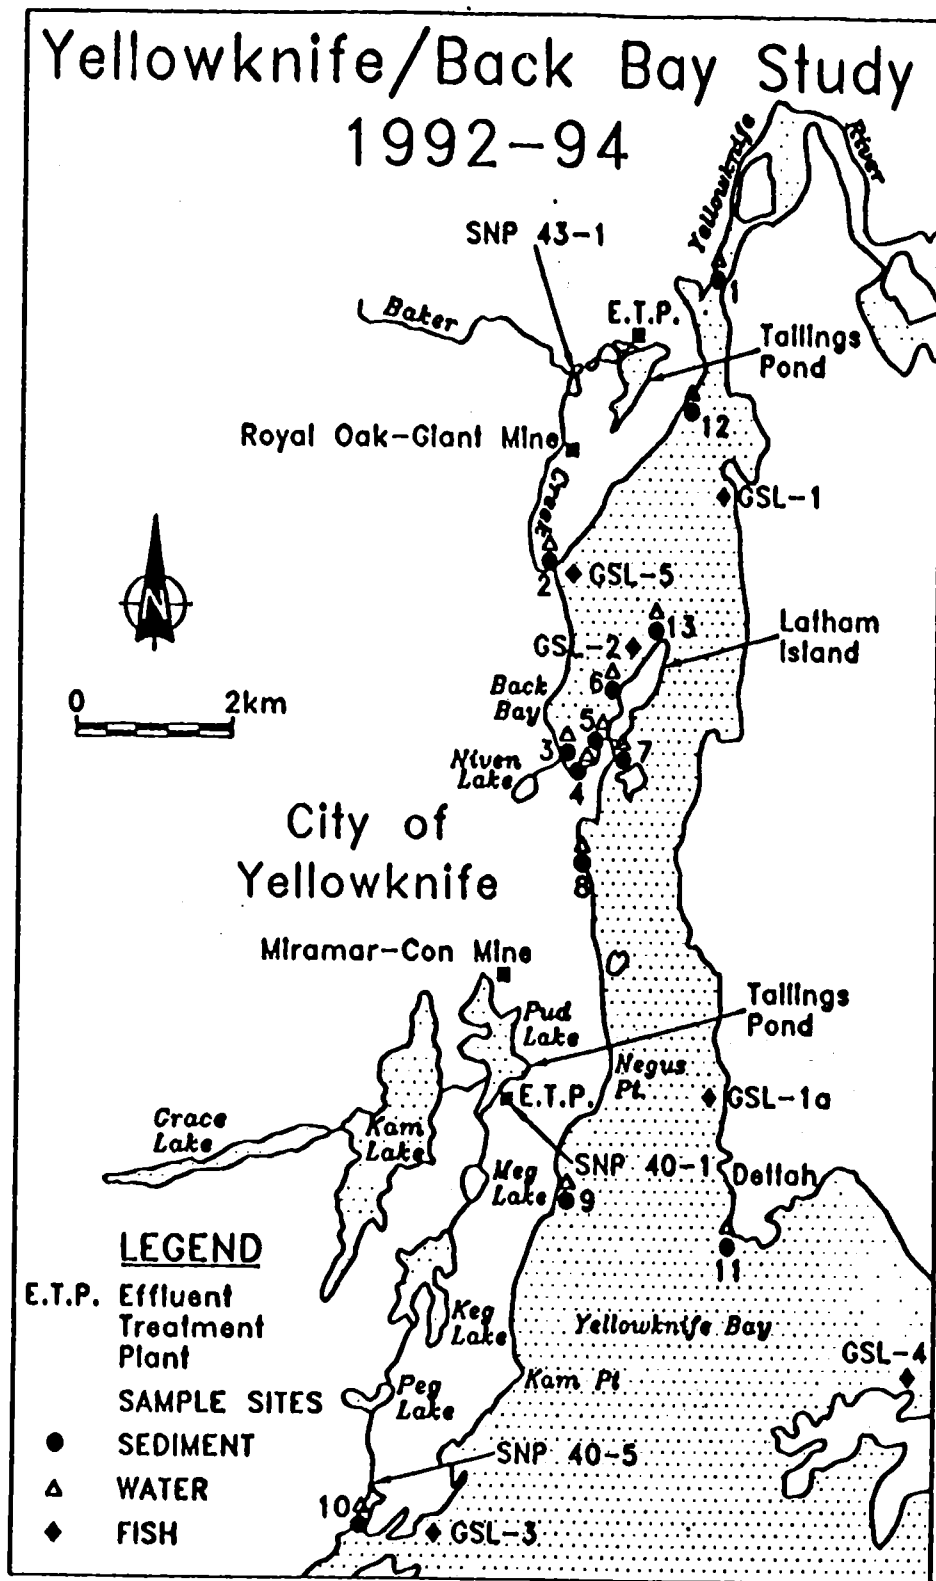 Yellowknife/Back Bay Study
1992-94
Yellowknife
River
SNP 43-1
1
Baker
E.T.P.
Tailings
Pond
12
Royal Oak-Giant Mine
Creek
GSL-1
N
2
GSL-5
13
Latham
Island
GSL-2
6
Back
Bay
0 2km
5
3
7
Niven
Lake
4
City of
Yellowknife
8
Miramar-Con Mine
Pud
Lake
Tailings
Pond
Negus
Pt.
E.T.P.
GSL-1a
Grace
Lake
Kam
Lake
SNP 40-1
Meg
Lake
Dettah
9
11
LEGEND
E.T.P. Effluent
Treatment
Plant
Keg
Lake
Yellowknife Bay
GSL-4
Kam Pt
Peg
Lake
SAMPLE SITES
SEDIMENT
SNP 40-5
WATER
10
FISH
GSL-3